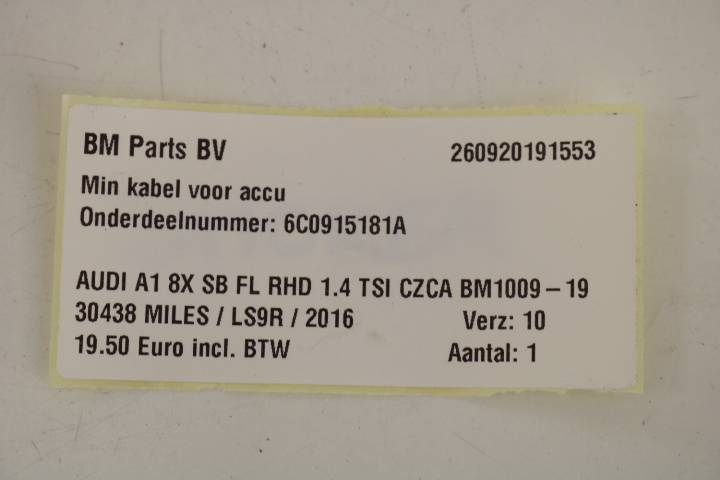 BM Parts BV 260920191553
Min kabel voor accu
Onderdeelnummer: 6C0915181A
AUDI A1 8X SB FL RHD 1.4 TSI CZCA BM1009 – 19
30438 MILES / LS9R / 2016 Verz: 10
19.50 Euro incl. BTW Aantal: 1